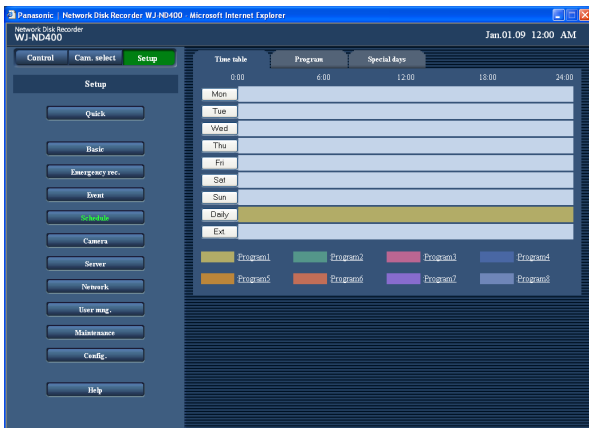 Panasonic | Network Disk Recorder WJ-ND400 - Microsoft Internet Explorer
Network Disk Recorder
WJ-ND400
Jan.01.09 12:00 AM
Control Cam. select Setup
Setup
Quick
Basic
Emergency rec.
Event
Schedule
Camera
Server
Network
User mng.
Maintenance
Config.
Help
Time table Program Special days
0:00 6:00 12:00 18:00 24:00
Mon
Tue
Wed
Thu
Fri
Sat
Sun
Daily
Ext.
Program1 Program2 Program3 Program4
Program5 Program6 Program7 Program8